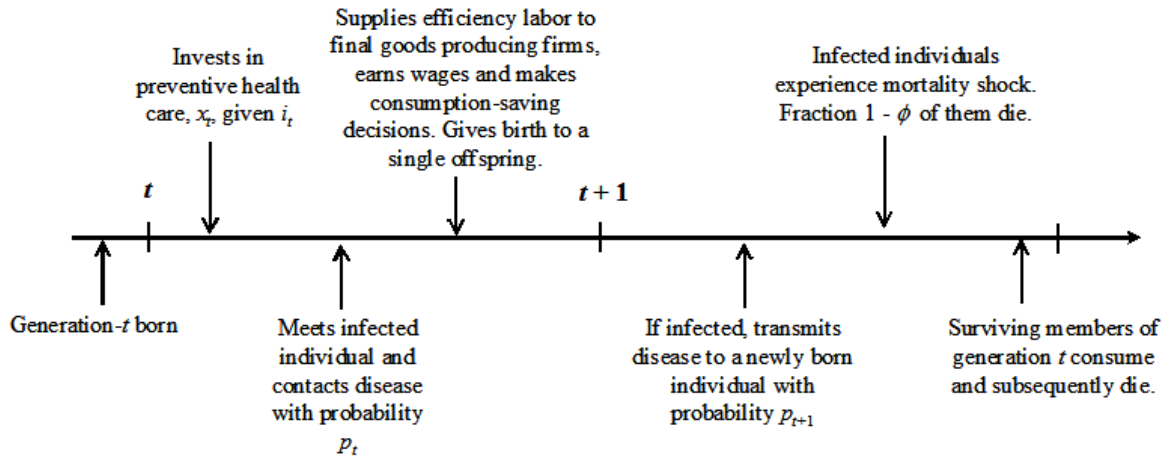 Invests in
preventive health
care, xₜ, given iₜ
Supplies efficiency labor to
final goods producing firms,
earns wages and makes
consumption-saving
decisions. Gives birth to a
single offspring.
Infected individuals
experience mortality shock.
Fraction 1 - ϕ of them die.
t
t + 1
Generation-t born
Meets infected
individual and
contacts disease
with probability
pₜ
If infected, transmits
disease to a newly born
individual with
probability pₜ₊₁
Surviving members of
generation t consume
and subsequently die.